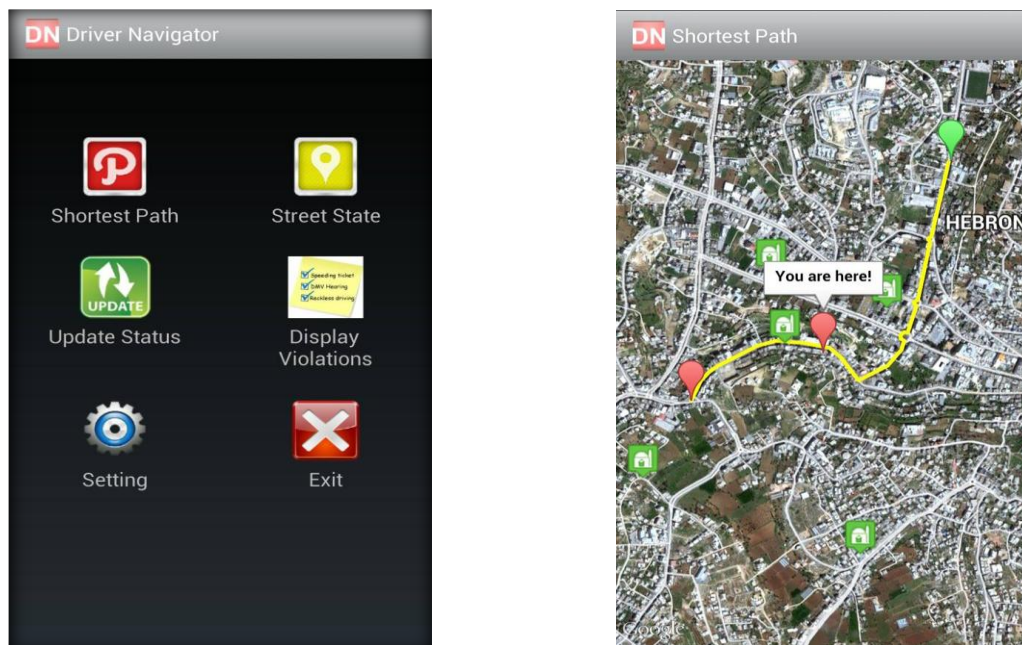 DN Driver Navigator
Shortest Path
Street State
UPDATE
Update Status
Speeding ticket
DMV Hearing
Reckless driving
Display
Violations
Setting
Exit
DN Shortest Path
HEBRON
You are here!
Google